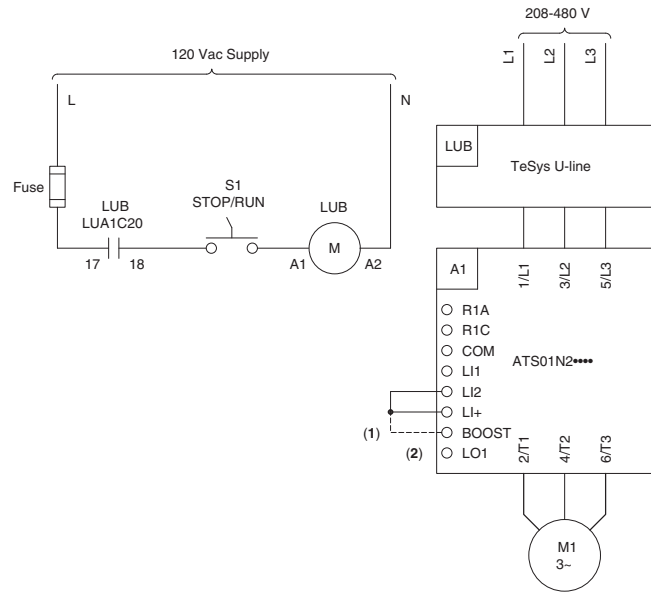 208-480 V
120 Vac Supply
L1
L2
L3
L
N
LUB
TeSys U-line
Fuse
S1
STOP/RUN
LUB
LUA1C20
LUB
M
17
18
A1
A2
A1
1/L1
3/L2
5/L3
R1A
R1C
COM
ATS01N2••••
LI1
LI2
LI+
(1)
BOOST
(2)
LO1
2/T1
4/T2
6/T3
M1
3~